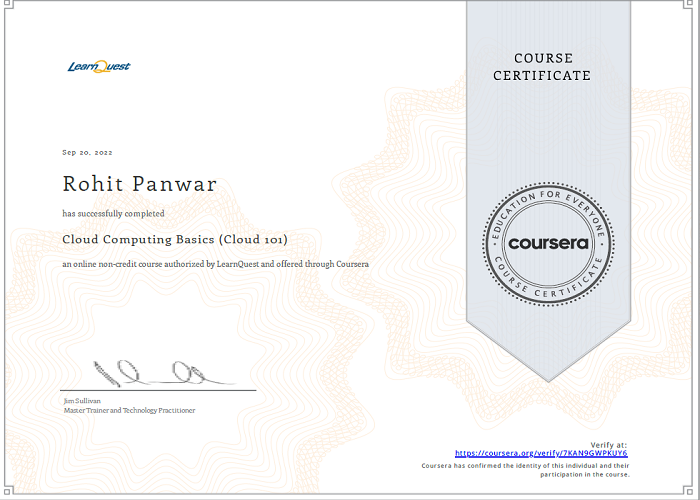 LearnQuest
COURSE
CERTIFICATE
Sep 20, 2022
Rohit Panwar
has successfully completed
Cloud Computing Basics (Cloud 101)
an online non-credit course authorized by LearnQuest and offered through Coursera
EDUCATION FOR EVERYONE
coursera
COURSE CERTIFICATE
Jim Sullivan
Master Trainer and Technology Practitioner
Verify at:
https://coursera.org/verify/7KAN9GWPKUY6
Coursera has confirmed the identity of this individual and their
participation in the course.